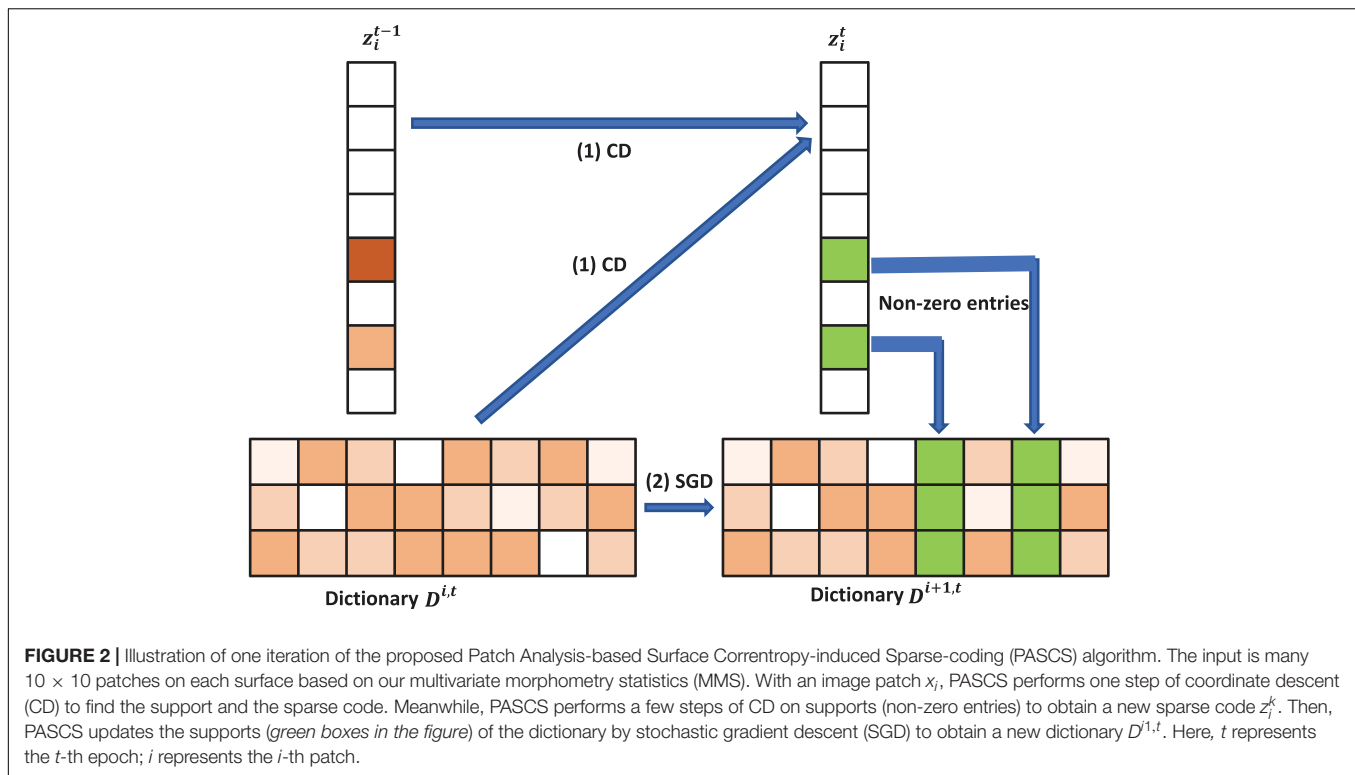 z_i^{t-1}
z_i^t
(1) CD
(1) CD
Non-zero entries
(2) SGD
Dictionary D^{i,t}
Dictionary D^{i+1,t}
FIGURE 2 | Illustration of one iteration of the proposed Patch Analysis-based Surface Correntropy-induced Sparse-coding (PASCS) algorithm. The input is many
10 × 10 patches on each surface based on our multivariate morphometry statistics (MMS). With an image patch x_i, PASCS performs one step of coordinate descent
(CD) to find the support and the sparse code. Meanwhile, PASCS performs a few steps of CD on supports (non-zero entries) to obtain a new sparse code z_i^k. Then,
PASCS updates the supports (green boxes in the figure) of the dictionary by stochastic gradient descent (SGD) to obtain a new dictionary D^{i1,t}. Here, t represents
the t-th epoch; i represents the i-th patch.